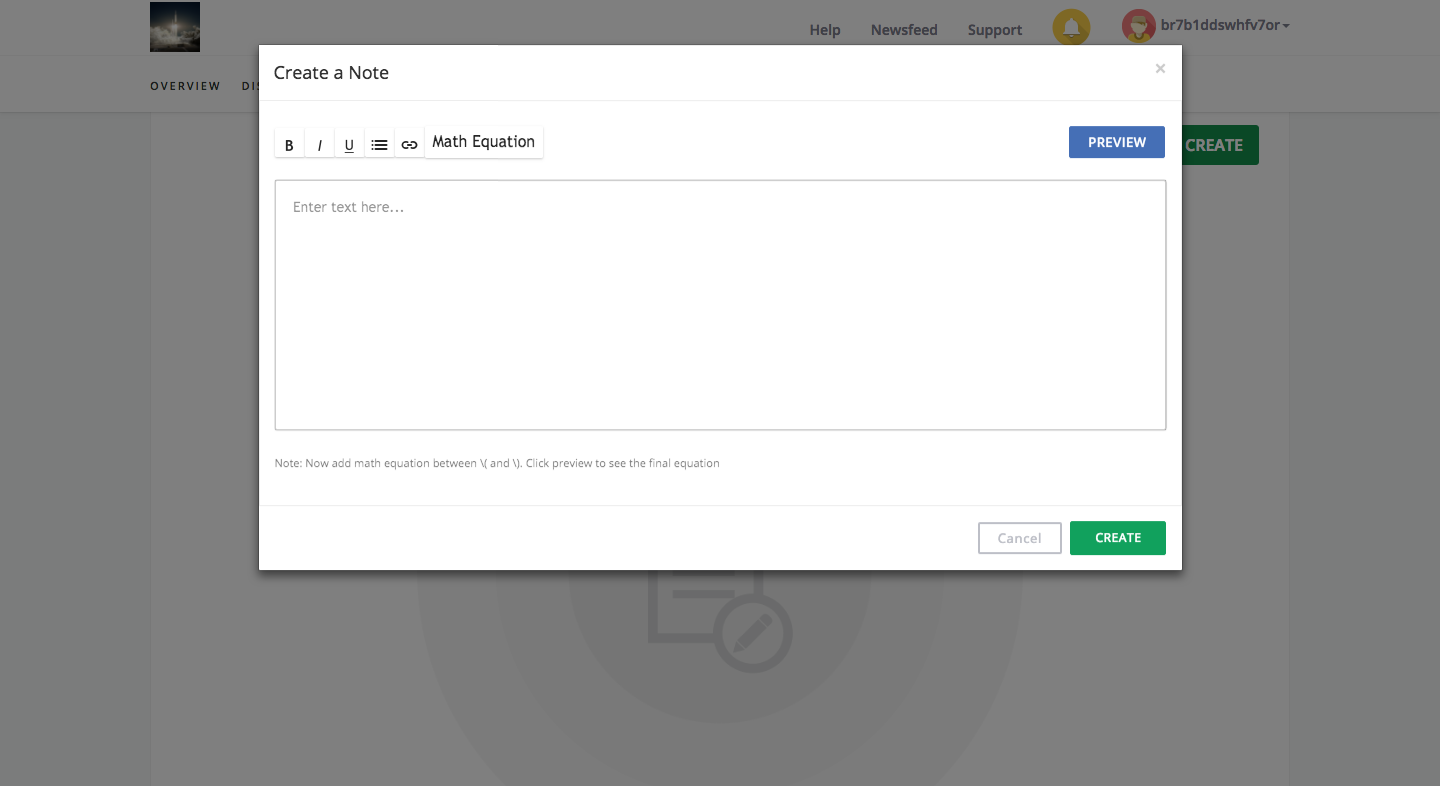 Help Newsfeed Support br7b1ddswhfv7or
Create a Note ×
OVERVIEW
B I U Math Equation PREVIEW
CREATE
Enter text here...
Note: Now add math equation between \( and \). Click preview to see the final equation
Cancel CREATE